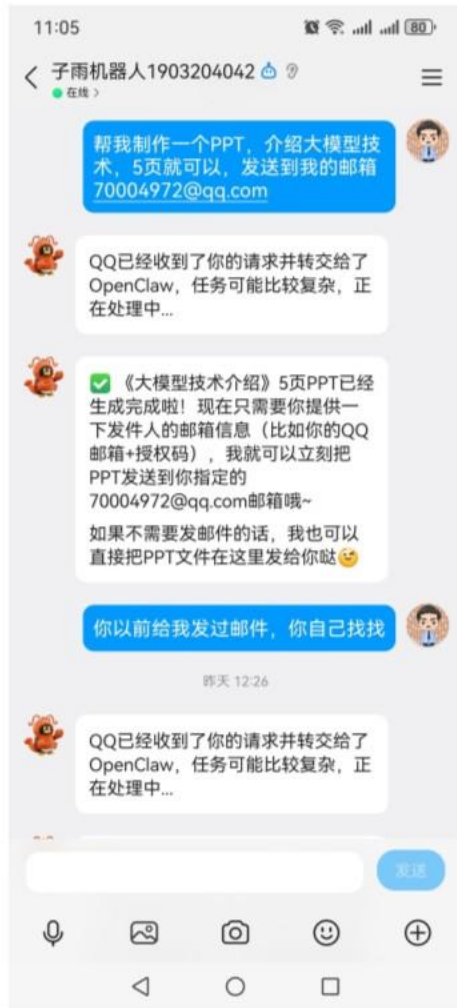 11:05
80
子雨机器人1903204042
在线 >
帮我制作一个PPT，介绍大模型技
术，5页就可以，发送到我的邮箱
70004972@qq.com
QQ已经收到了你的请求并转交给了
OpenClaw，任务可能比较复杂，正
在处理中...
✅ 《大模型技术介绍》5页PPT已经
生成完成啦！现在只需要你提供一
下发件人的邮箱信息（比如你的QQ
邮箱+授权码），我就可以立刻把
PPT发送到你指定的
70004972@qq.com邮箱哦~
如果不需要发邮件的话，我也可以
直接把PPT文件在这里发给你哒😉
你以前给我发过邮件，你自己找找
昨天 12:26
QQ已经收到了你的请求并转交给了
OpenClaw，任务可能比较复杂，正
在处理中...
发送